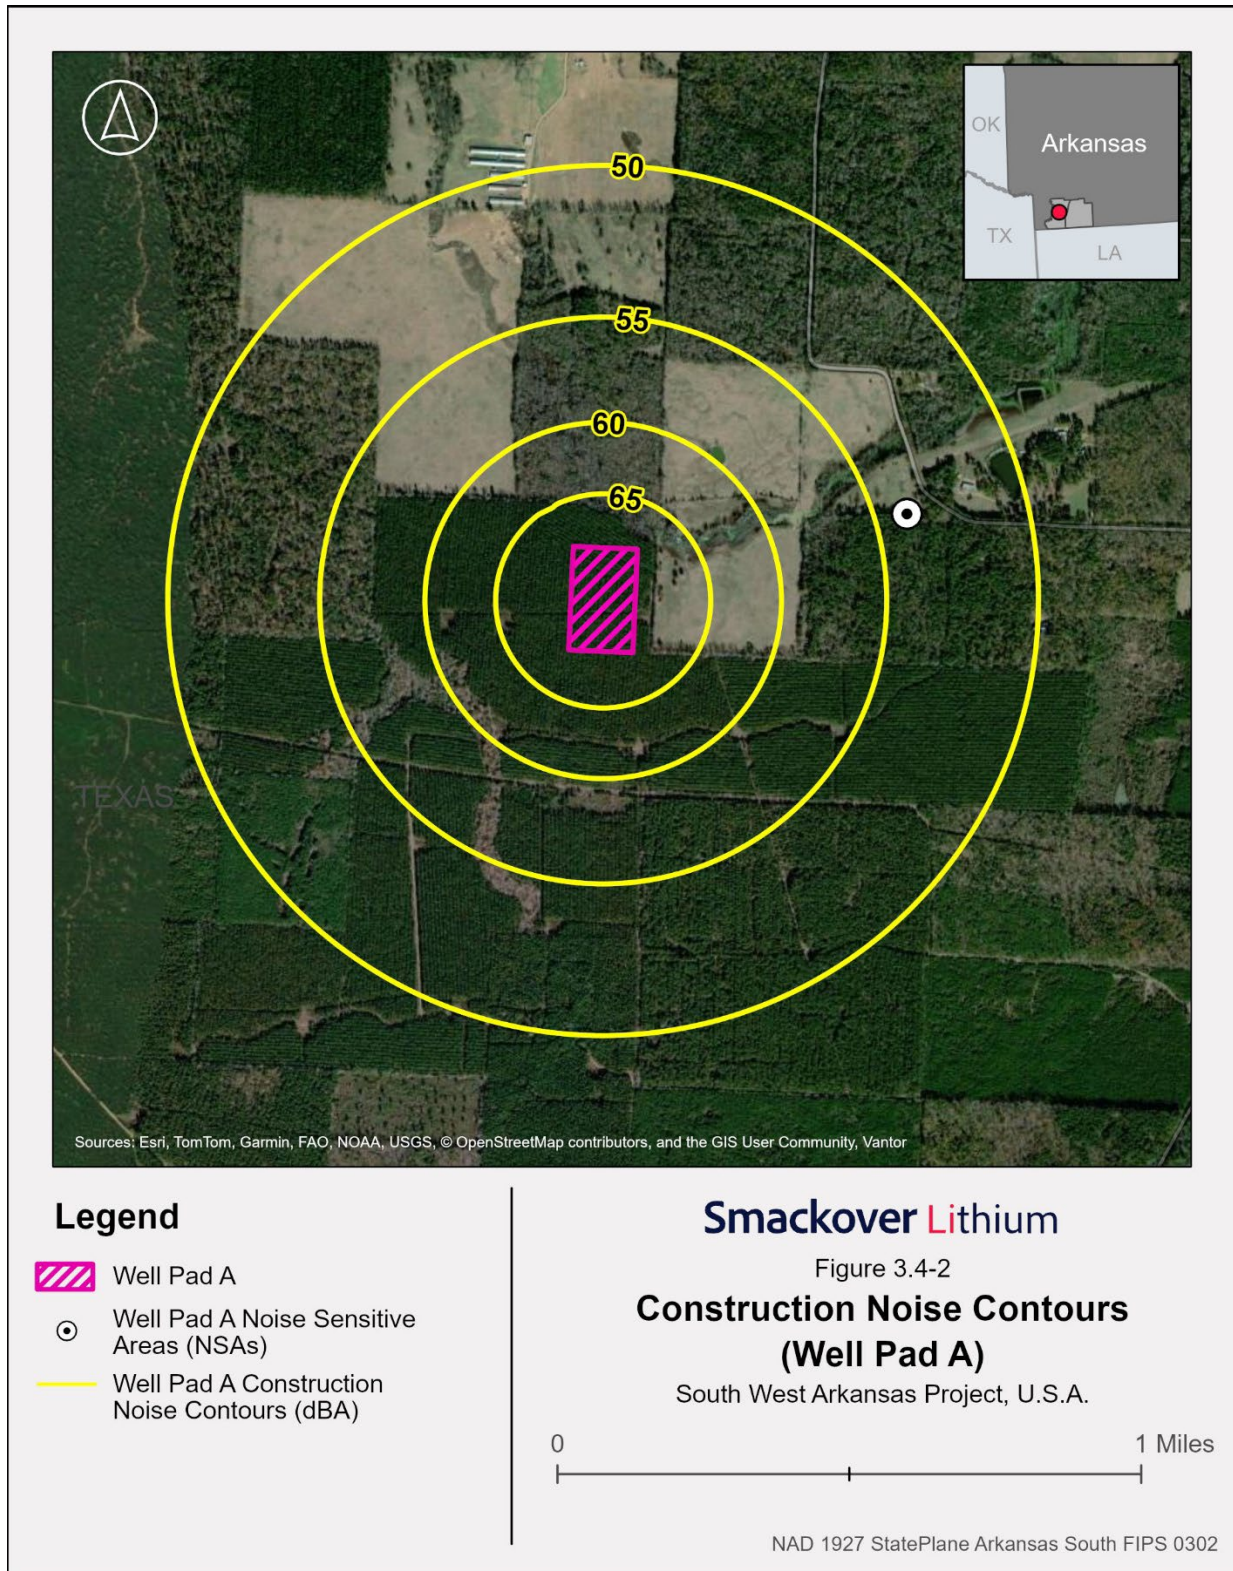 50
55
60
65
OK
Arkansas
TX
LA
TEXAS
Sources: Esri, TomTom, Garmin, FAO, NOAA, USGS, © OpenStreetMap contributors, and the GIS User Community, Vantor
Legend
Well Pad A
Well Pad A Noise Sensitive
Areas (NSAs)
Well Pad A Construction
Noise Contours (dBA)
Smackover Lithium
Figure 3.4-2
Construction Noise Contours
(Well Pad A)
South West Arkansas Project, U.S.A.
0 1 Miles
NAD 1927 StatePlane Arkansas South FIPS 0302